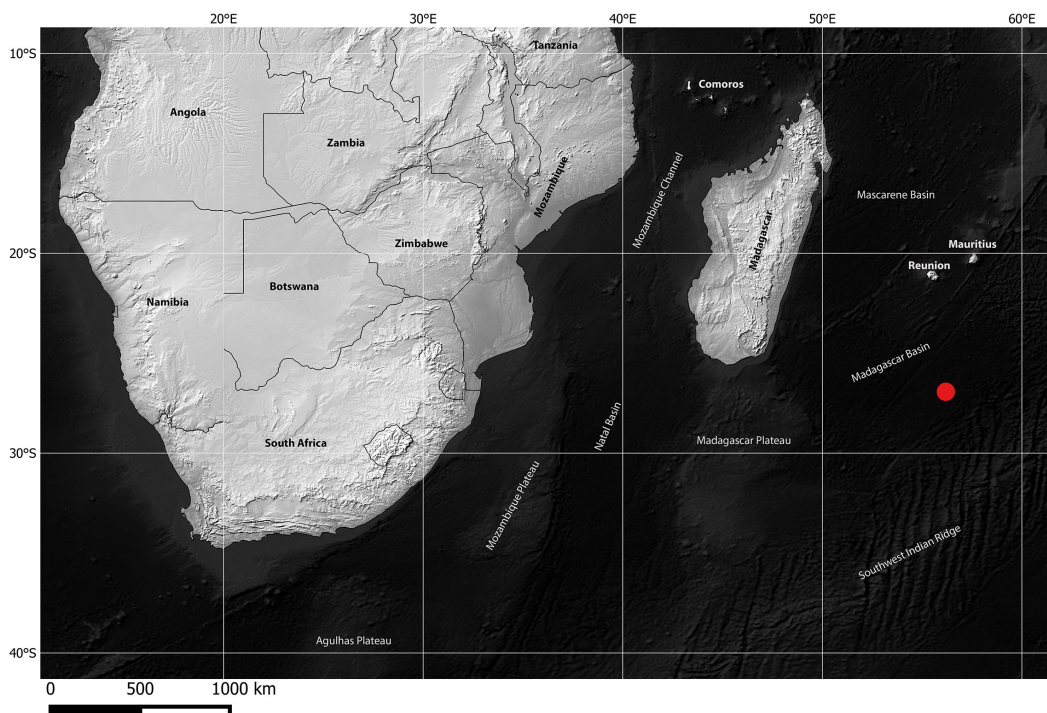 20°E 30°E 40°E 50°E 60°E
10°S
Tanzania
Comoros
Angola
Zambia
Mozambique
Mozambique Channel
Mascarene Basin
20°S
Zimbabwe
Madagascar
Mauritius
Reunion
Botswana
Namibia
Madagascar Basin
Natal Basin
South Africa
Madagascar Plateau
30°S
Mozambique Plateau
Southwest Indian Ridge
Agulhas Plateau
40°S
0 500 1000 km